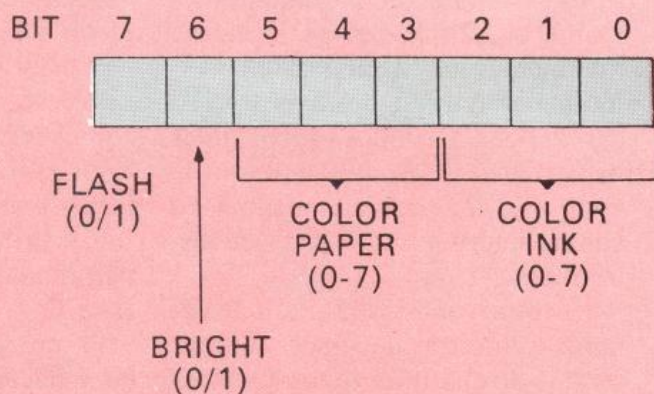 BIT 7 6 5 4 3 2 1 0
FLASH
(0/1)
COLOR
PAPER
(0-7)
COLOR
INK
(0-7)
BRIGHT
(0/1)